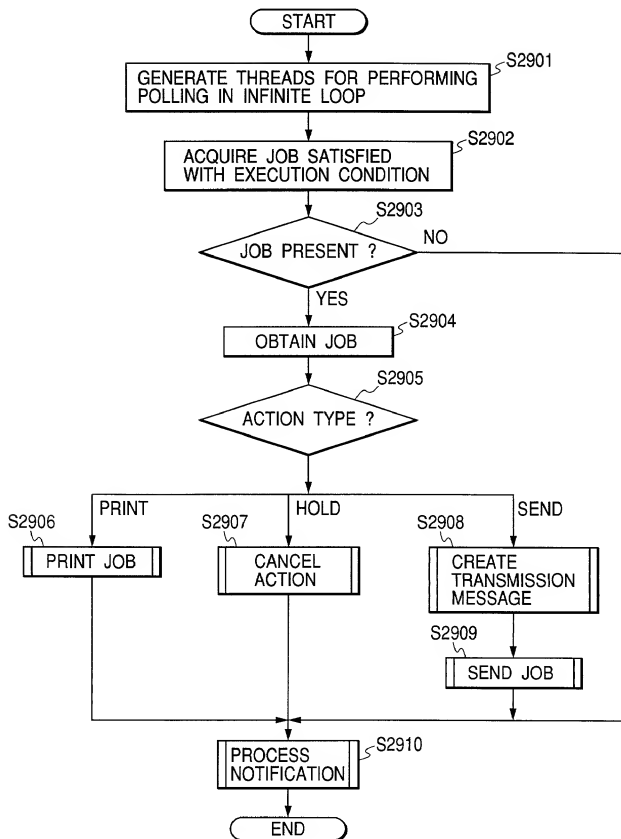 START
S2901
GENERATE THREADS FOR PERFORMING
POLLING IN INFINITE LOOP
S2902
ACQUIRE JOB SATISFIED
WITH EXECUTION CONDITION
S2903
JOB PRESENT ?
NO
YES
S2904
OBTAIN JOB
S2905
ACTION TYPE ?
PRINT
HOLD
SEND
S2906
PRINT JOB
S2907
CANCEL
ACTION
S2908
CREATE
TRANSMISSION
MESSAGE
S2909
SEND JOB
S2910
PROCESS
NOTIFICATION
END